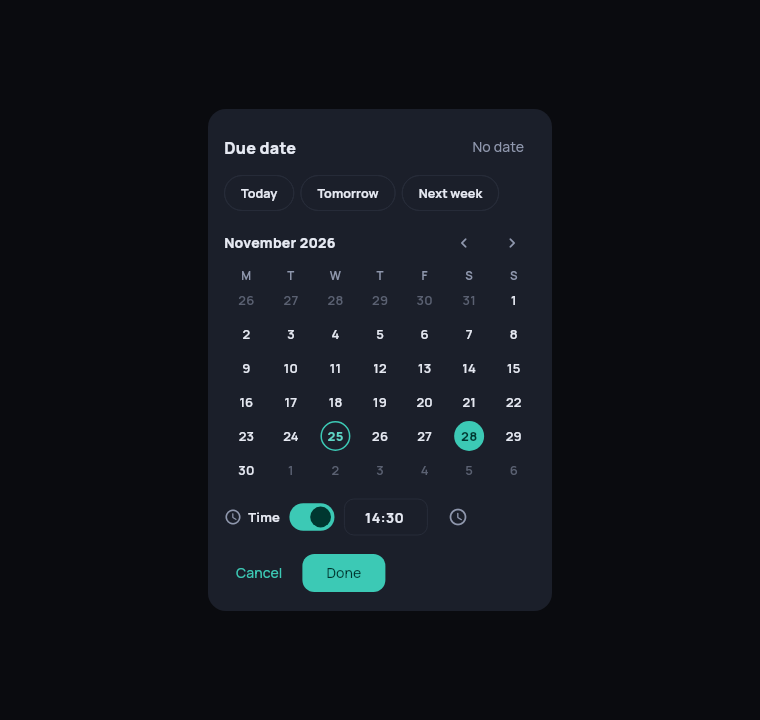 Due date No date
Today Tomorrow Next week
November 2026
M T W T F S S
26 27 28 29 30 31 1
2 3 4 5 6 7 8
9 10 11 12 13 14 15
16 17 18 19 20 21 22
23 24 25 26 27 28 29
30 1 2 3 4 5 6
Time 14:30
Cancel Done